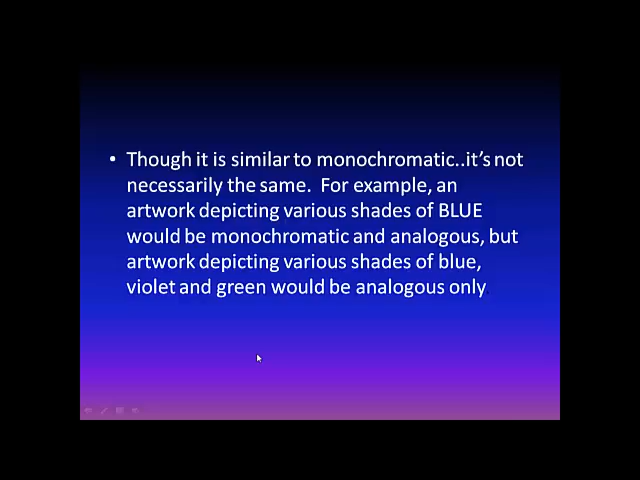 • Though it is similar to monochromatic..it’s not
necessarily the same.  For example, an
artwork depicting various shades of BLUE
would be monochromatic and analogous, but
artwork depicting various shades of blue,
violet and green would be analogous only